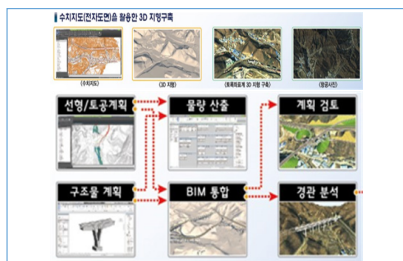 수치지도(전자도면)을 활용한 3D 지형구축
(수치지도)
(3D 지형)
(토목회도계 3D 지형 구축)
(항공사진)
선형/토공계획
물량 산출
계획 검토
구조물 계획
BIM 통합
경관 분석